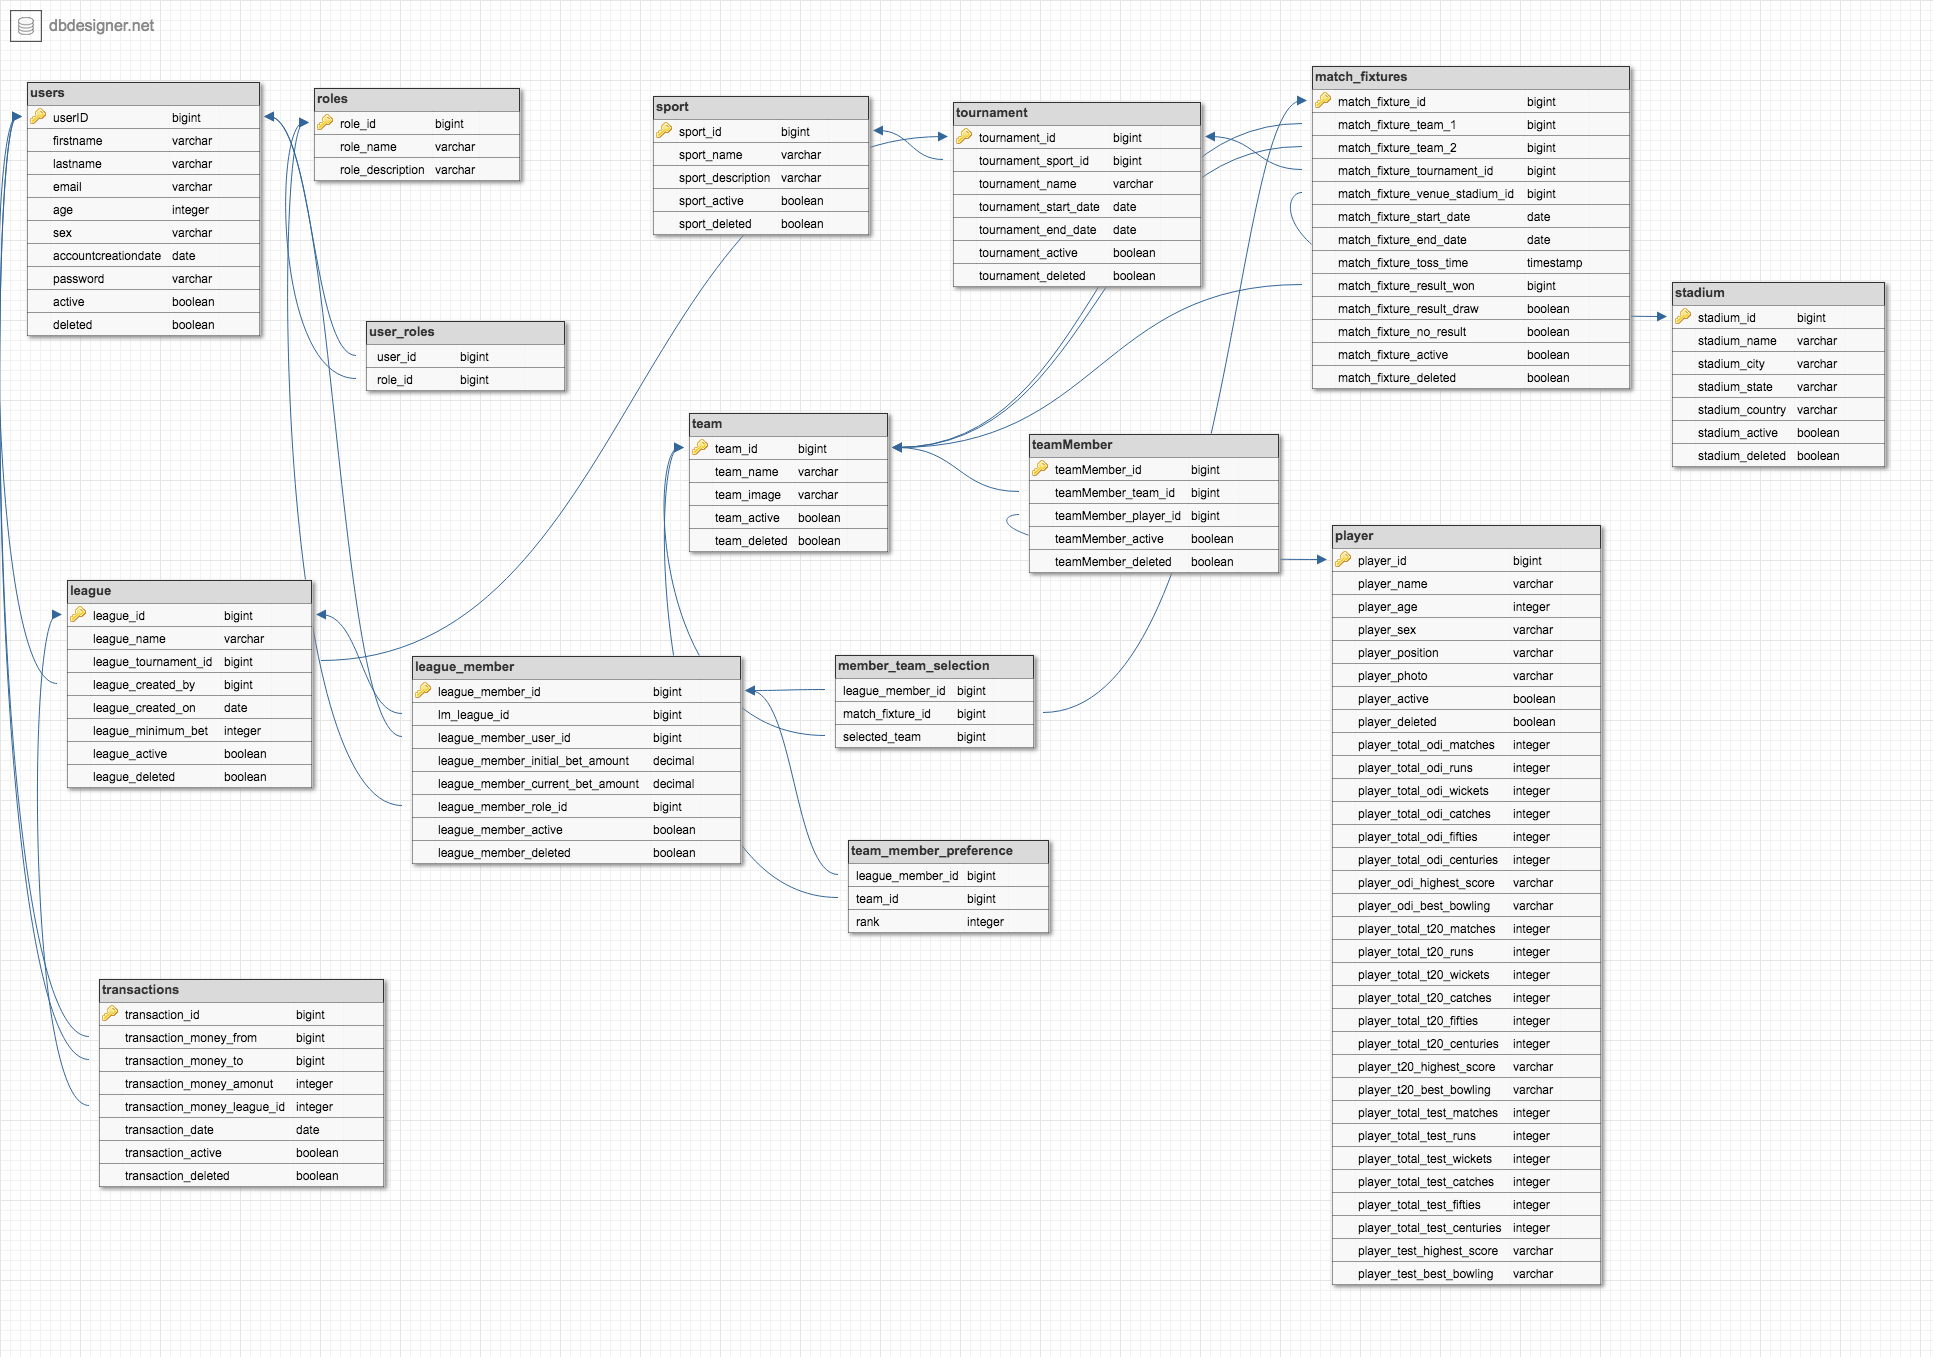 dbdesigner.net
users
userID bigint
firstname varchar
lastname varchar
email varchar
age integer
sex varchar
accountcreationdate date
password varchar
active boolean
deleted boolean
roles
role_id bigint
role_name varchar
role_description varchar
user_roles
user_id bigint
role_id bigint
sport
sport_id bigint
sport_name varchar
sport_description varchar
sport_active boolean
sport_deleted boolean
tournament
tournament_id bigint
tournament_sport_id bigint
tournament_name varchar
tournament_start_date date
tournament_end_date date
tournament_active boolean
tournament_deleted boolean
match_fixtures
match_fixture_id bigint
match_fixture_team_1 bigint
match_fixture_team_2 bigint
match_fixture_tournament_id bigint
match_fixture_venue_stadium_id bigint
match_fixture_start_date date
match_fixture_end_date date
match_fixture_toss_time timestamp
match_fixture_result_won bigint
match_fixture_result_draw boolean
match_fixture_no_result boolean
match_fixture_active boolean
match_fixture_deleted boolean
stadium
stadium_id bigint
stadium_name varchar
stadium_city varchar
stadium_state varchar
stadium_country varchar
stadium_active boolean
stadium_deleted boolean
team
team_id bigint
team_name varchar
team_image varchar
team_active boolean
team_deleted boolean
teamMember
teamMember_id bigint
teamMember_team_id bigint
teamMember_player_id bigint
teamMember_active boolean
teamMember_deleted boolean
player
player_id bigint
player_name varchar
player_age integer
player_sex varchar
player_position varchar
player_photo varchar
player_active boolean
player_deleted boolean
player_total_odi_matches integer
player_total_odi_runs integer
player_total_odi_wickets integer
player_total_odi_catches integer
player_total_odi_fifties integer
player_total_odi_centuries integer
player_odi_highest_score varchar
player_odi_best_bowling varchar
player_total_t20_matches integer
player_total_t20_runs integer
player_total_t20_wickets integer
player_total_t20_catches integer
player_total_t20_fifties integer
player_total_t20_centuries integer
player_t20_highest_score varchar
player_t20_best_bowling varchar
player_total_test_matches integer
player_total_test_runs integer
player_total_test_wickets integer
player_total_test_catches integer
player_total_test_fifties integer
player_total_test_centuries integer
player_test_highest_score varchar
player_test_best_bowling varchar
league
league_id bigint
league_name varchar
league_tournament_id bigint
league_created_by bigint
league_created_on date
league_minimum_bet integer
league_active boolean
league_deleted boolean
league_member
league_member_id bigint
lm_league_id bigint
league_member_user_id bigint
league_member_initial_bet_amount decimal
league_member_current_bet_amount decimal
league_member_role_id bigint
league_member_active boolean
league_member_deleted boolean
member_team_selection
league_member_id bigint
match_fixture_id bigint
selected_team bigint
team_member_preference
league_member_id bigint
team_id bigint
rank integer
transactions
transaction_id bigint
transaction_money_from bigint
transaction_money_to bigint
transaction_money_amonut integer
transaction_money_league_id integer
transaction_date date
transaction_active boolean
transaction_deleted boolean